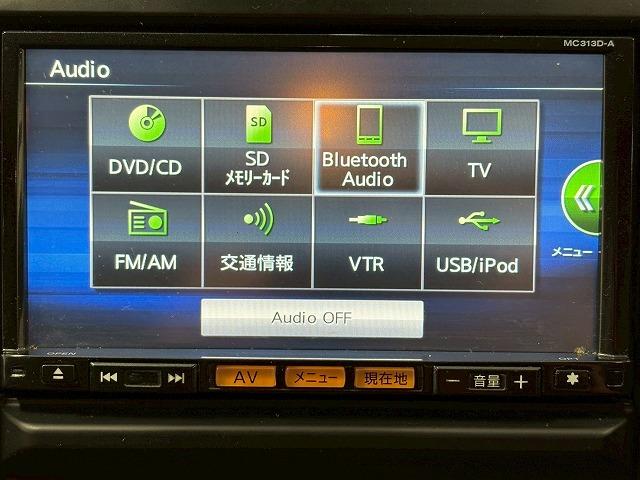 MC313D-A
Audio
DVD/CD
SD
SD
メモリーカード
Bluetooth
Audio
TV
FM/AM
交通情報
VTR
USB/iPod
メニュー
Audio OFF
OPEN
AV
メニュー
現在地
− 音量 +